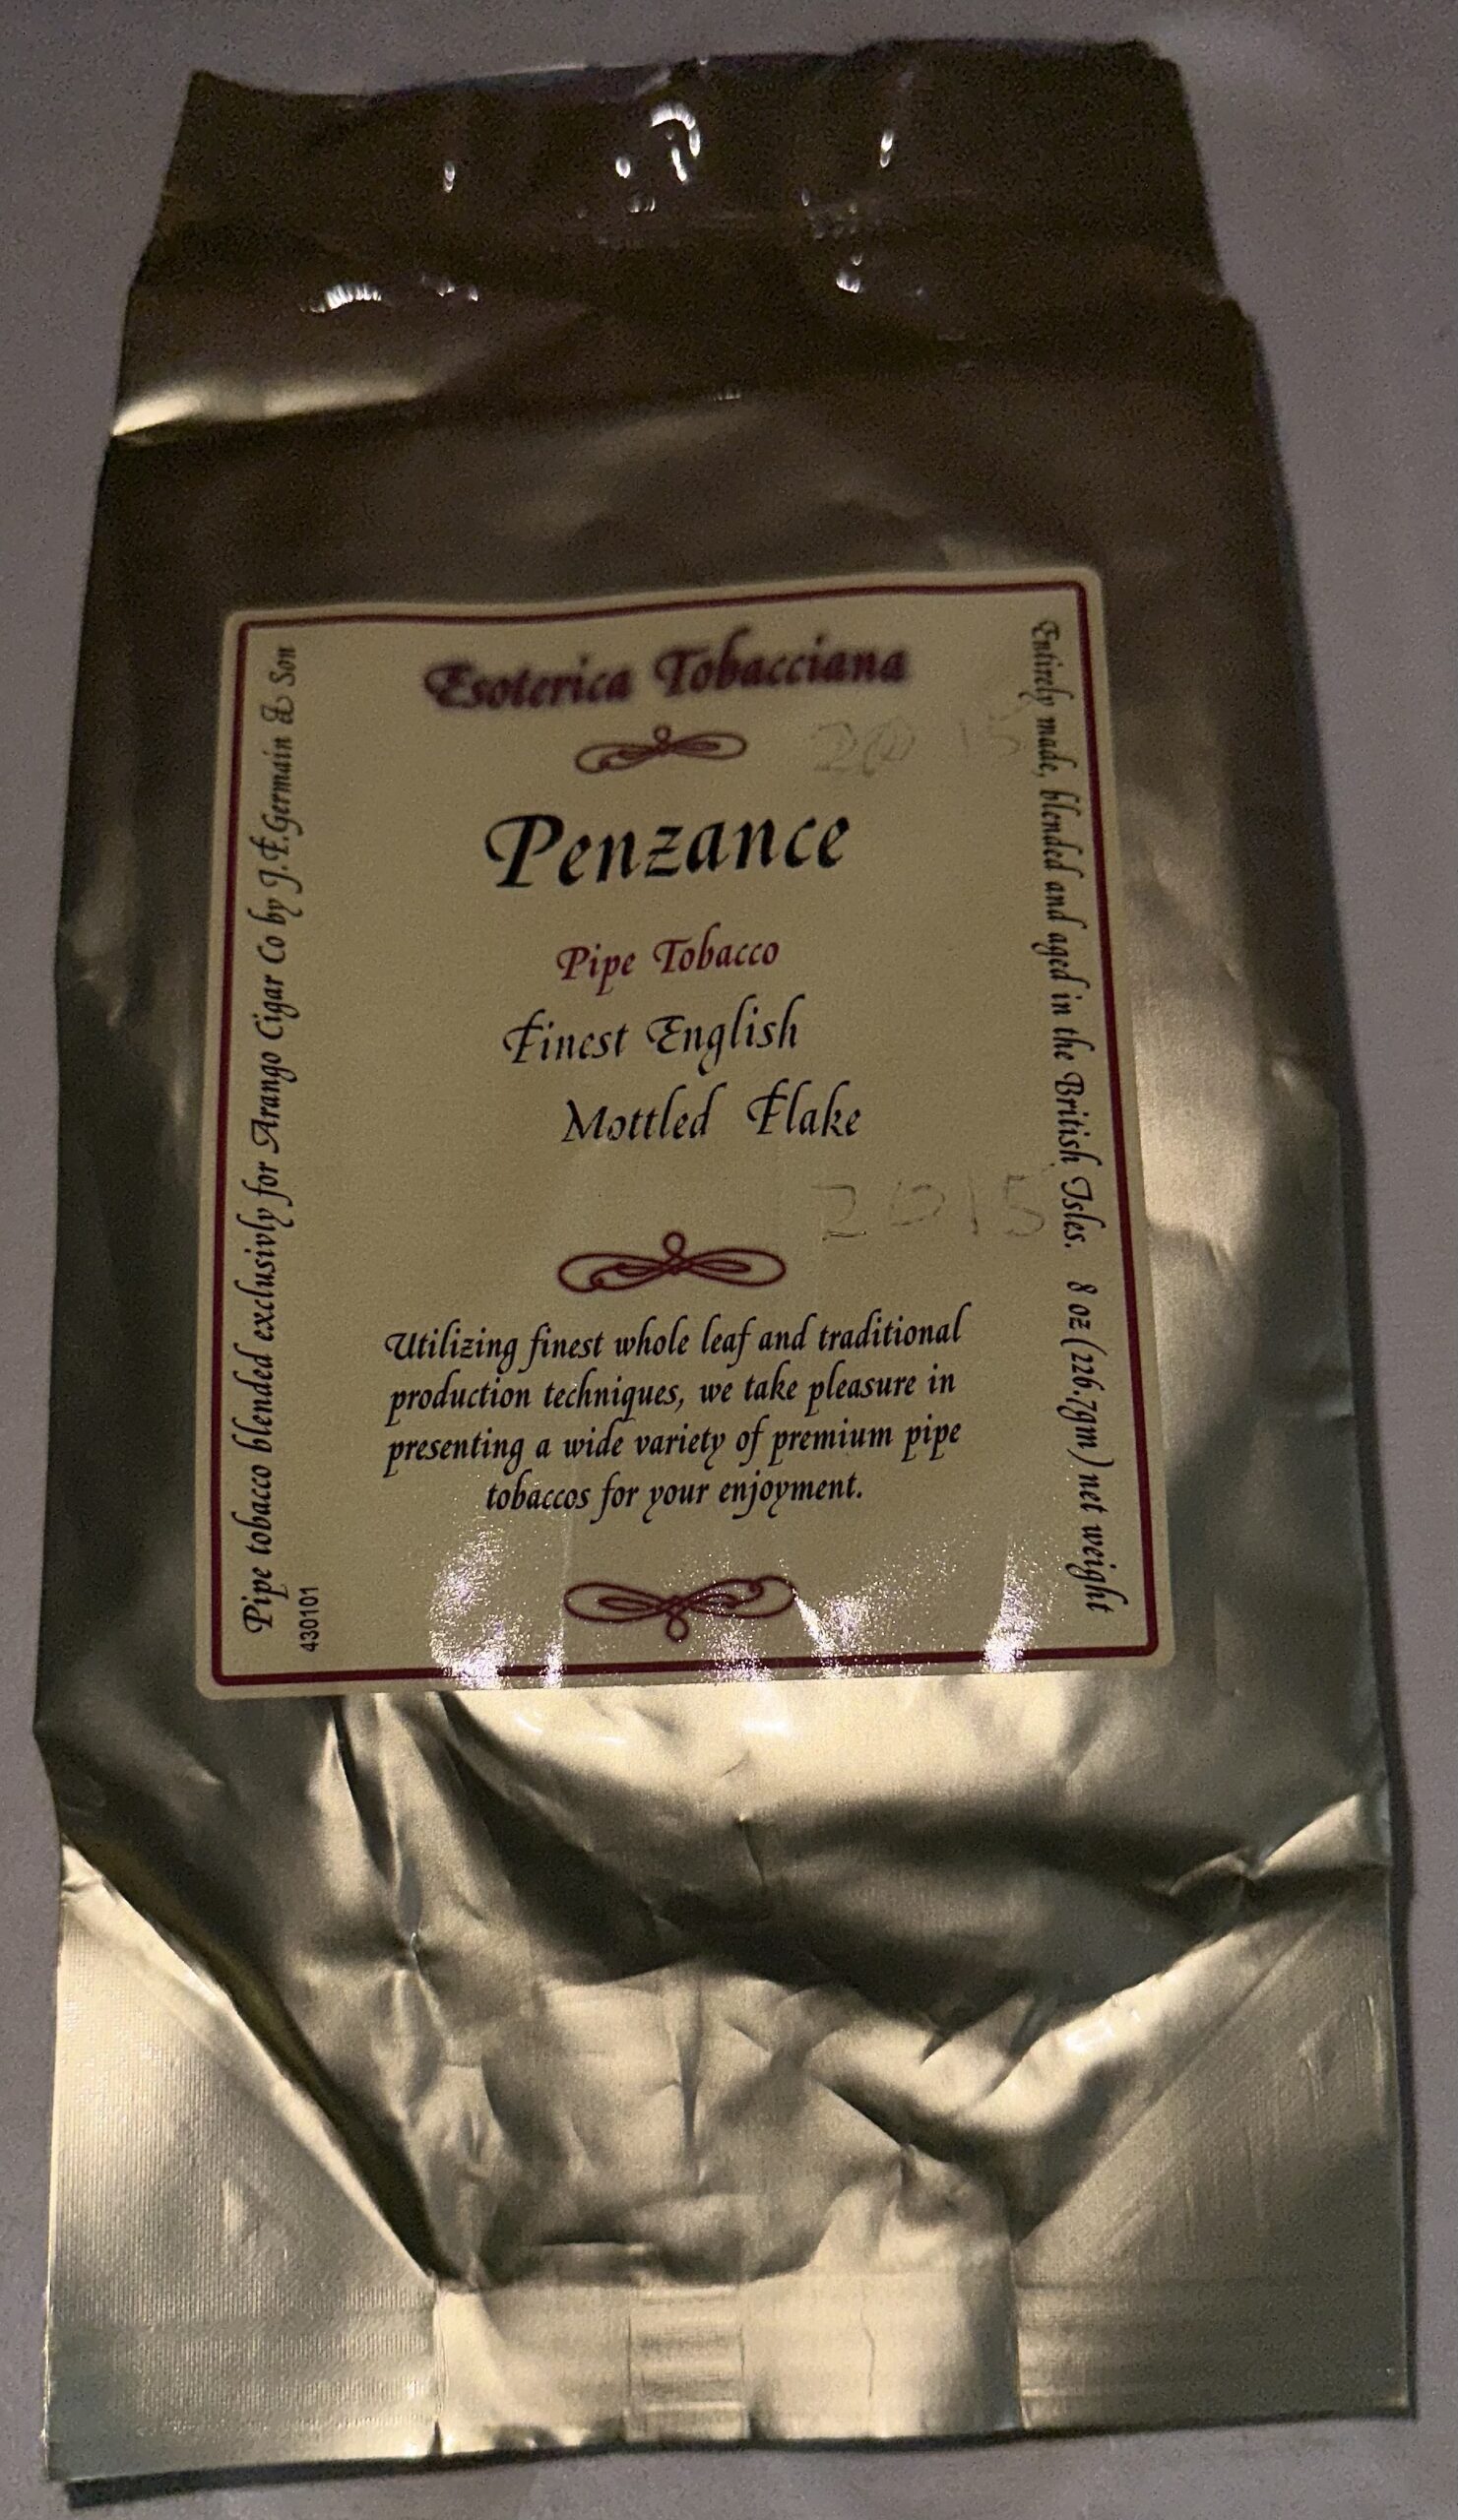 Esoterica Tobacciana
2015
Penzance
Pipe Tobacco
Finest English
Mottled Flake
2015
Utilizing finest whole leaf and traditional
production techniques, we take pleasure in
presenting a wide variety of premium pipe
tobaccos for your enjoyment.
Pipe tobacco blended exclusivly for Arango Cigar Co by J.F.Germain & Son
430101
Entirely made, blended and aged in the British Isles. 8 oz (226.7gm) net weight